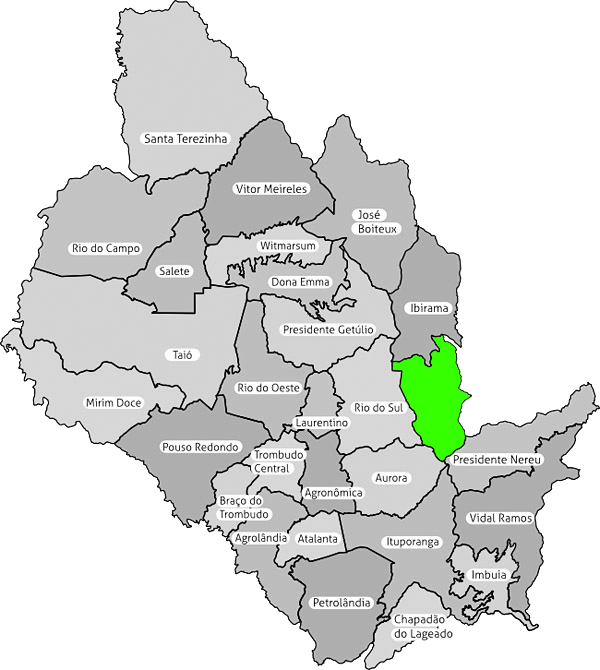 Santa Terezinha
Vitor Meireles
José
Boiteux
Rio do Campo
Witmarsum
Salete
Dona Emma
Ibirama
Presidente Getúlio
Taió
Rio do Oeste
Mirim Doce
Rio do Sul
Laurentino
Pouso Redondo
Trombudo
Central
Presidente Nereu
Aurora
Agronômica
Braço do
Trombudo
Vidal Ramos
Agrolândia
Atalanta
Ituporanga
Imbuia
Petrolândia
Chapadão
do Lageado